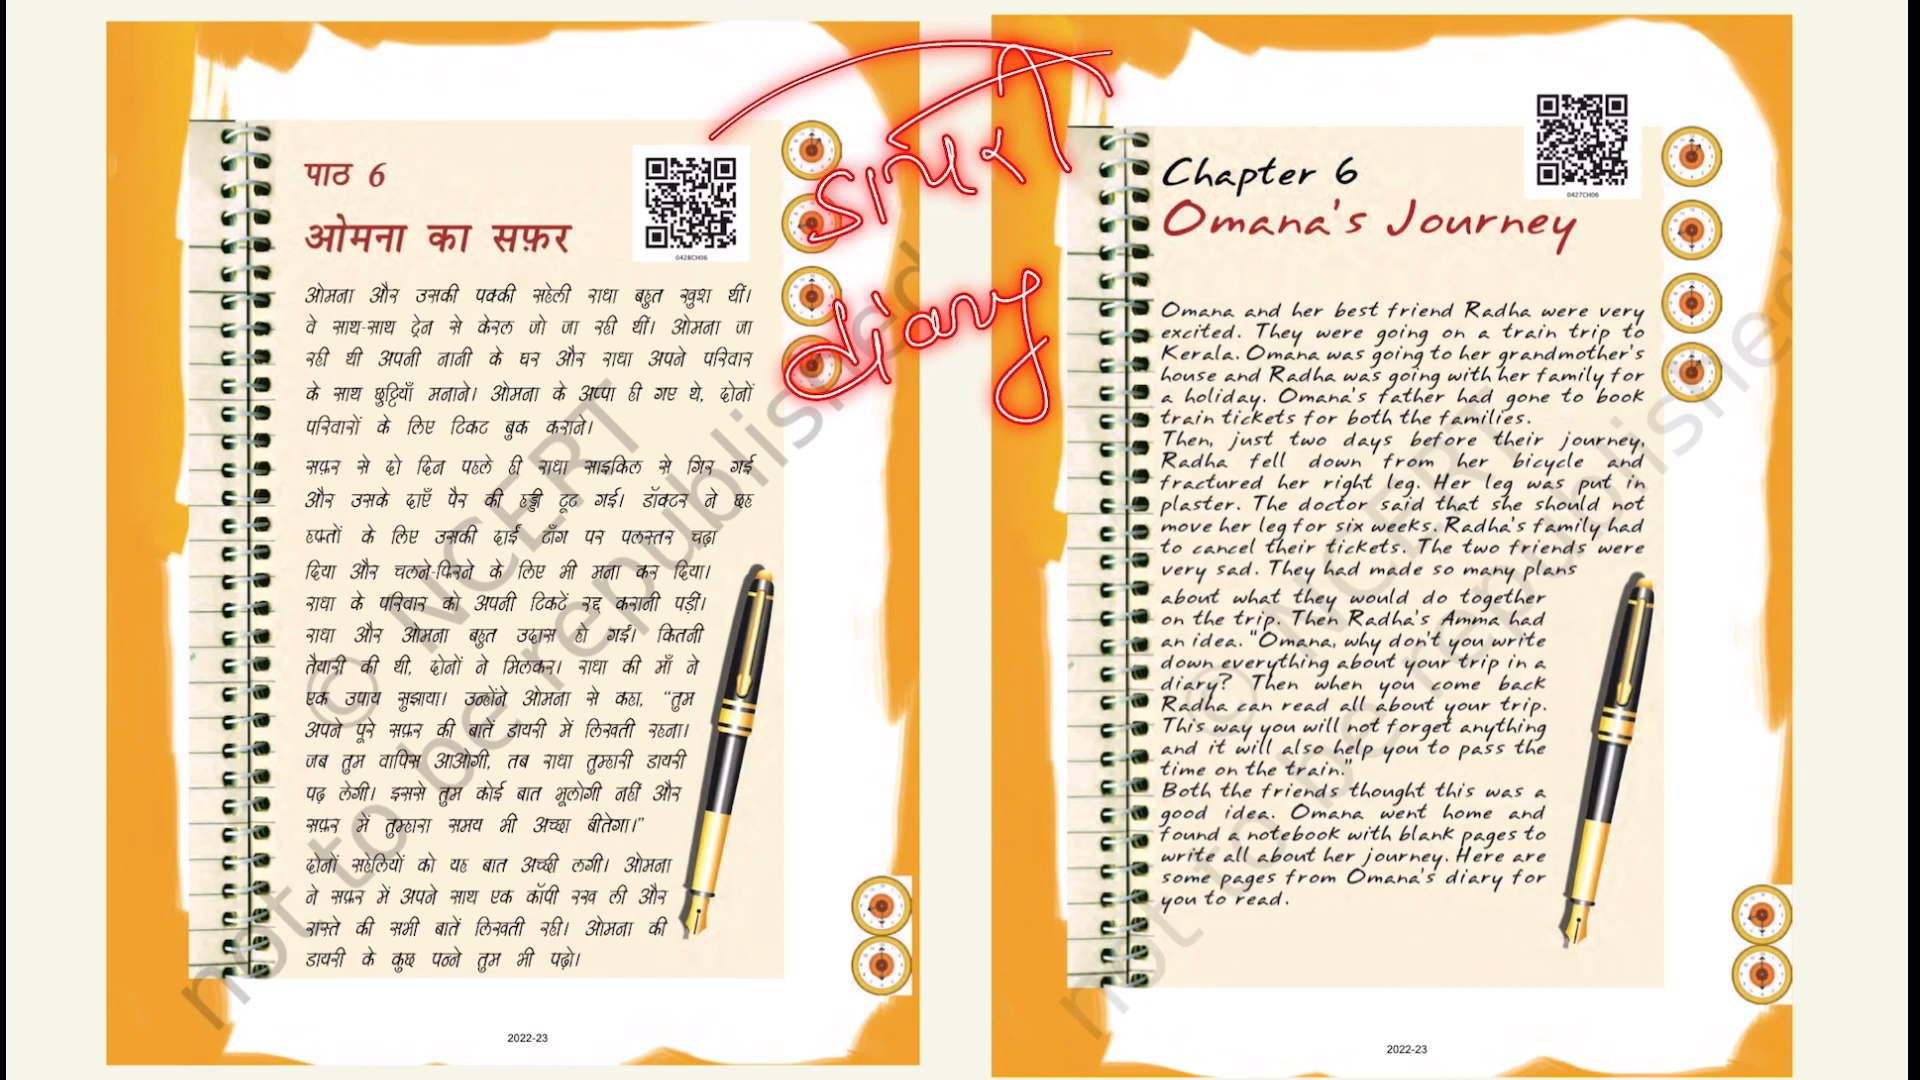 पाठ 6
ओमना का सफ़र
0428CH06
ओमना और उसकी पक्की सहेली राधा बहुत खुश थीं।
वे साथ-साथ ट्रेन से केरल जो जा रही थीं। ओमना जा
रही थी अपनी नानी के घर और राधा अपने परिवार
के साथ छुट्टियाँ मनाने। ओमना के अप्पा ही गए थे, दोनों
परिवारों के लिए टिकट बुक कराने।
सफ़र से दो दिन पहले ही राधा साइकिल से गिर गई
और उसके दाएँ पैर की हड्डी टूट गई। डॉक्टर ने छह
हफ्तों के लिए उसकी दाईं टाँग पर पलस्तर चढ़ा
दिया और चलने-फिरने के लिए भी मना कर दिया।
राधा के परिवार को अपनी टिकटें रद्द करानी पड़ीं।
राधा और ओमना बहुत उदास हो गईं। कितनी
तैयारी की थी, दोनों ने मिलकर। राधा की माँ ने
एक उपाय सुझाया। उन्होंने ओमना से कहा, “तुम
अपने पूरे सफ़र की बातें डायरी में लिखती रहना।
जब तुम वापिस आओगी, तब राधा तुम्हारी डायरी
पढ़ लेगी। इससे तुम कोई बात भूलोगी नहीं और
सफ़र में तुम्हारा समय भी अच्छा बीतेगा।”
दोनों सहेलियों को यह बात अच्छी लगी। ओमना
ने सफ़र में अपने साथ एक कॉपी रख ली और
रास्ते की सभी बातें लिखती रही। ओमना की
डायरी के कुछ पन्ने तुम भी पढ़ो।
© NCERT
not to be republished
2022-23
डायरी
diary
Chapter 6
Omana's Journey
0427CH06
Omana and her best friend Radha were very
excited. They were going on a train trip to
Kerala. Omana was going to her grandmother's
house and Radha was going with her family for
a holiday. Omana's father had gone to book
train tickets for both the families.
Then, just two days before their journey,
Radha fell down from her bicycle and
fractured her right leg. Her leg was put in
plaster. The doctor said that she should not
move her leg for six weeks. Radha's family had
to cancel their tickets. The two friends were
very sad. They had made so many plans
about what they would do together
on the trip. Then Radha's Amma had
an idea. "Omana, why don't you write
down everything about your trip in a
diary? Then when you come back
Radha can read all about your trip.
This way you will not forget anything
and it will also help you to pass the
time on the train."
Both the friends thought this was a
good idea. Omana went home and
found a notebook with blank pages to
write all about her journey. Here are
some pages from Omana's diary for
you to read.
© NCERT
not to be republished
2022-23